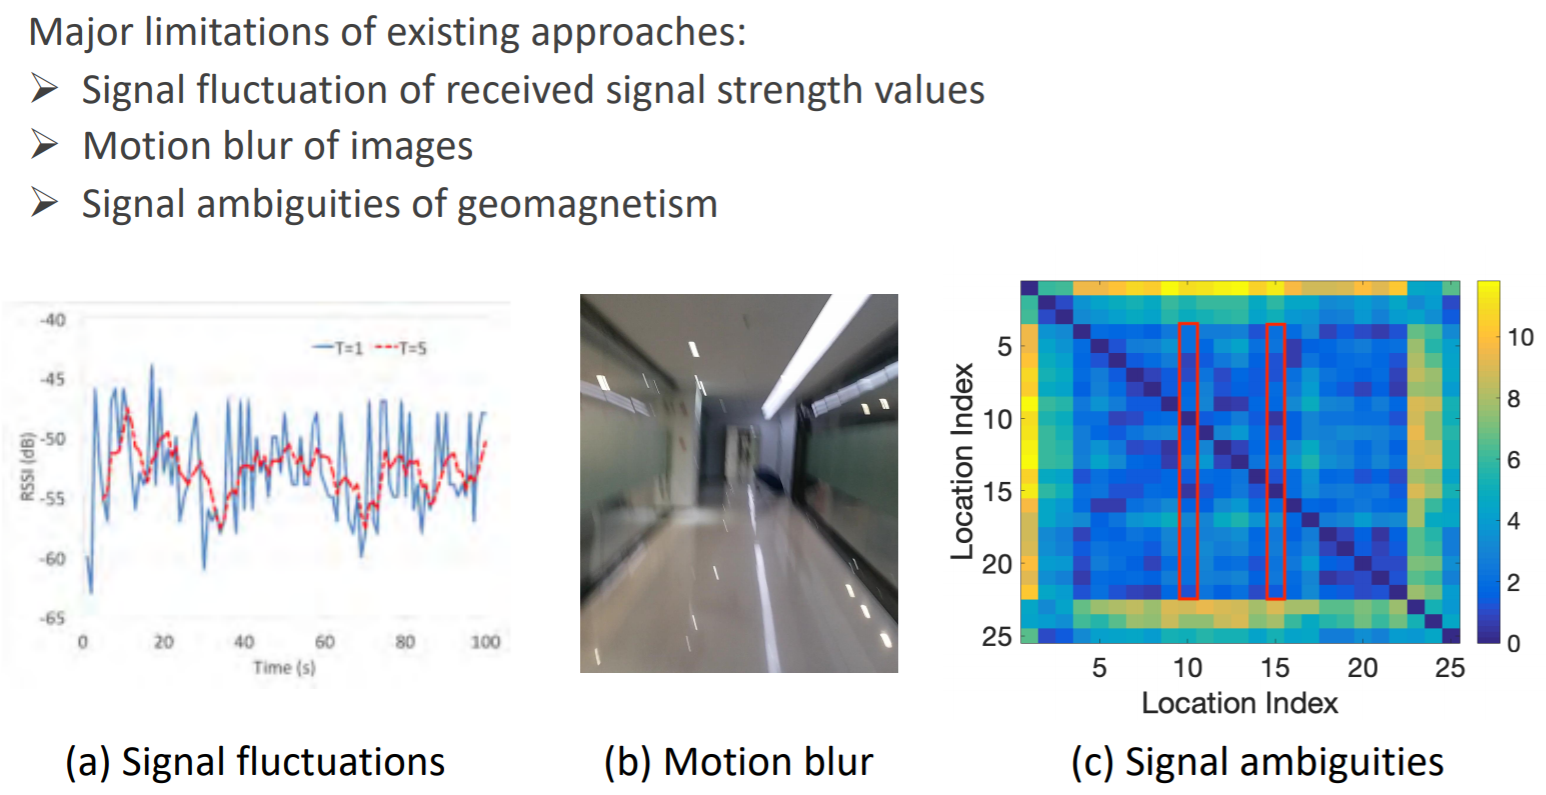 Major limitations of existing approaches:
➢ Signal fluctuation of received signal strength values
➢ Motion blur of images
➢ Signal ambiguities of geomagnetism
-40
-45
-50
-55
-60
-65
RSSI (dB)
T=1 T=5
0 20 40 60 80 100
Time (s)
(a) Signal fluctuations
(b) Motion blur
Location Index
5
10
15
20
25
5 10 15 20 25
Location Index
10
8
6
4
2
0
(c) Signal ambiguities